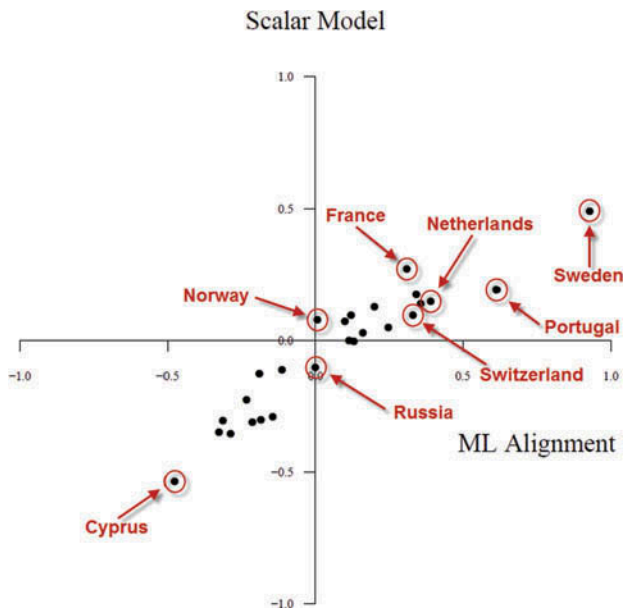 Scalar Model
1.0
0.5
France
Netherlands
Sweden
Norway
Portugal
0.0
−1.0
−0.5
0.0
0.5
1.0
Switzerland
Russia
ML Alignment
−0.5
Cyprus
−1.0